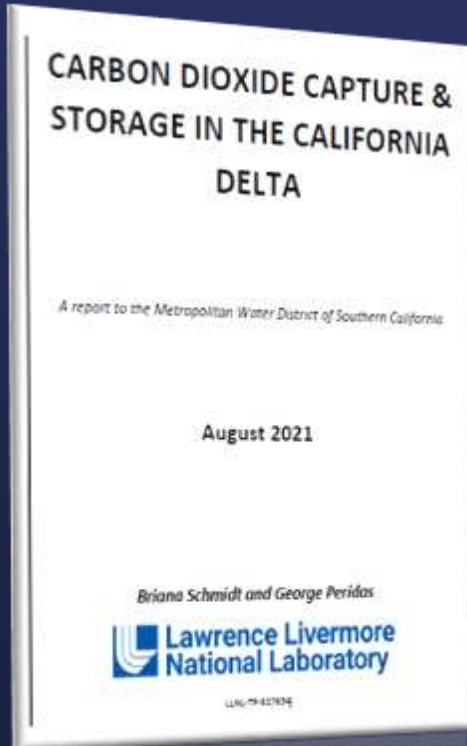 CARBON DIOXIDE CAPTURE &
STORAGE IN THE CALIFORNIA
DELTA
A report to the Metropolitan Water District of Southern California
August 2021
Briana Schmidt and George Peridas
Lawrence Livermore
National Laboratory